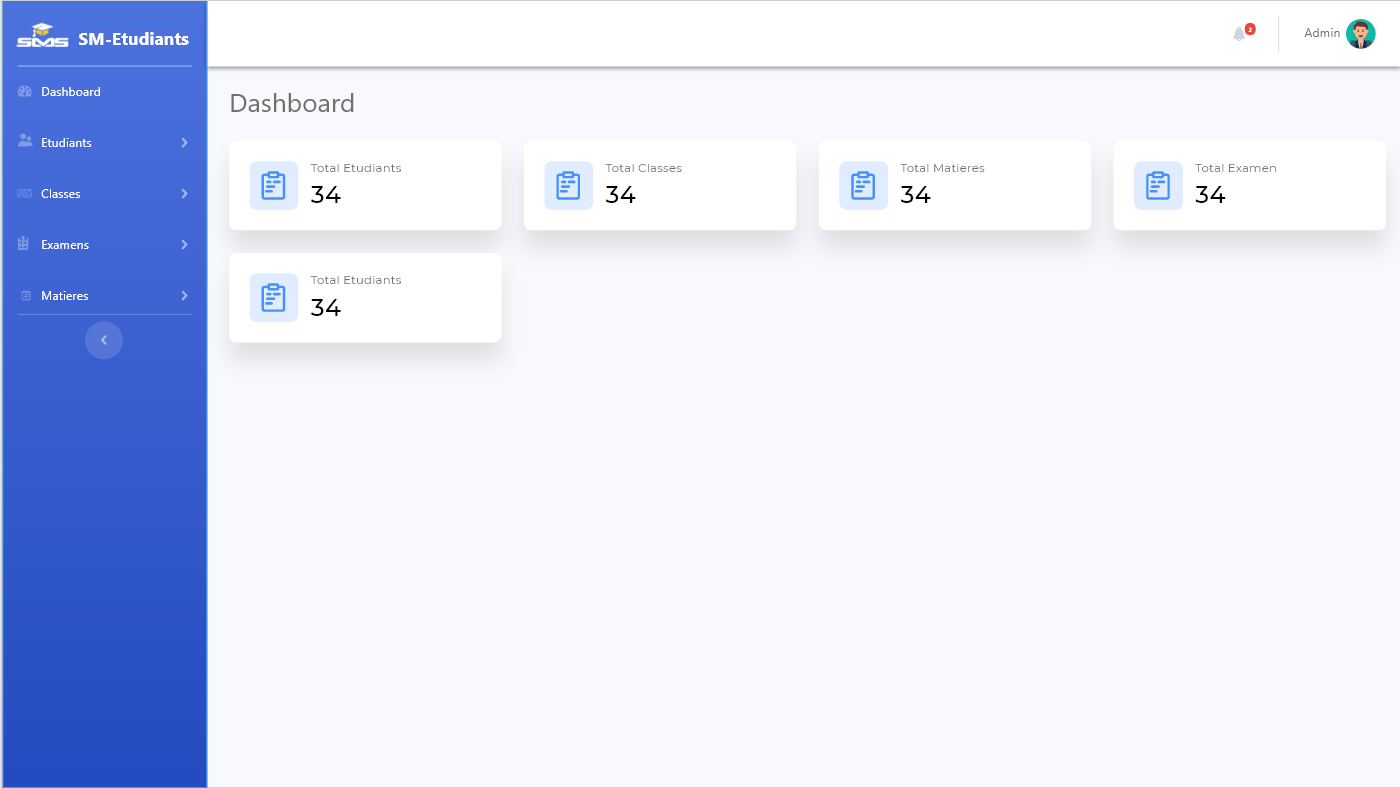 SMS SM-Etudiants
2
Admin
Dashboard
Etudiants
Classes
Examens
Matieres
Dashboard
Total Etudiants
34
Total Classes
34
Total Matieres
34
Total Examen
34
Total Etudiants
34